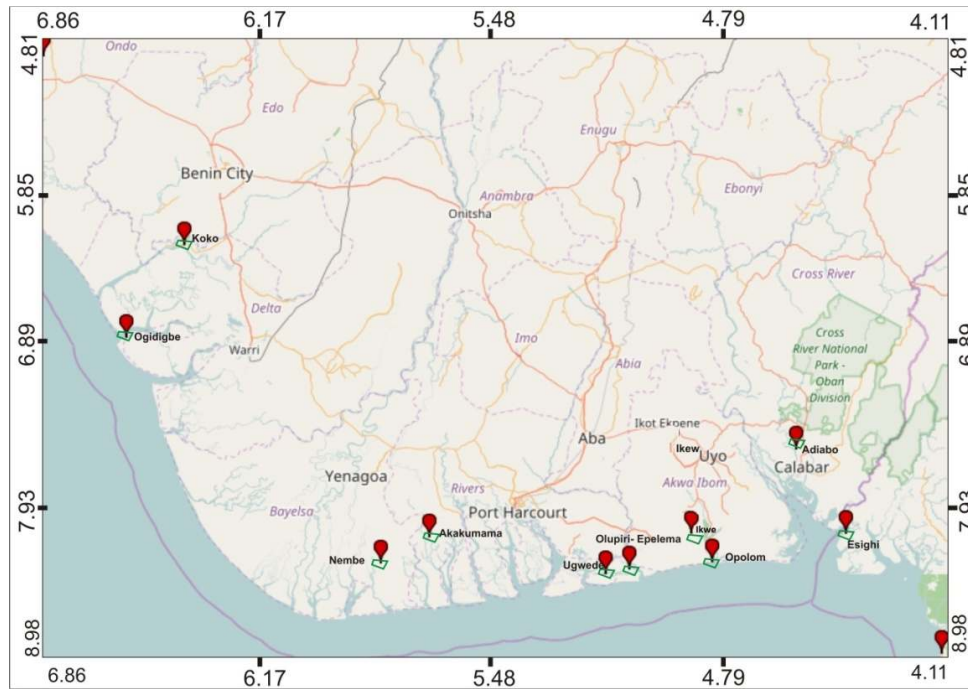 6.86 6.17 5.48 4.79 4.11
4.81 4.81
Ondo
Edo
Enugu
Benin City
Anambra
Ebonyi
5.85 5.85
Onitsha
Koko
Cross River
Delta
Ogidigbe
Imo
Cross
River National
Park -
Oban
Division
6.89 6.89
Warri
Abia
Ikot Ekpene
Aba
Ikew
Uyo
Adiabo
Calabar
Yenagoa
Rivers
Akwa Ibom
7.93 7.93
Bayelsa
Port Harcourt
Akakumama
Ikwe
Olupiri- Epelema
Esighi
Nembe
Ugwede
Opolom
8.98 8.98
6.86 6.17 5.48 4.79 4.11